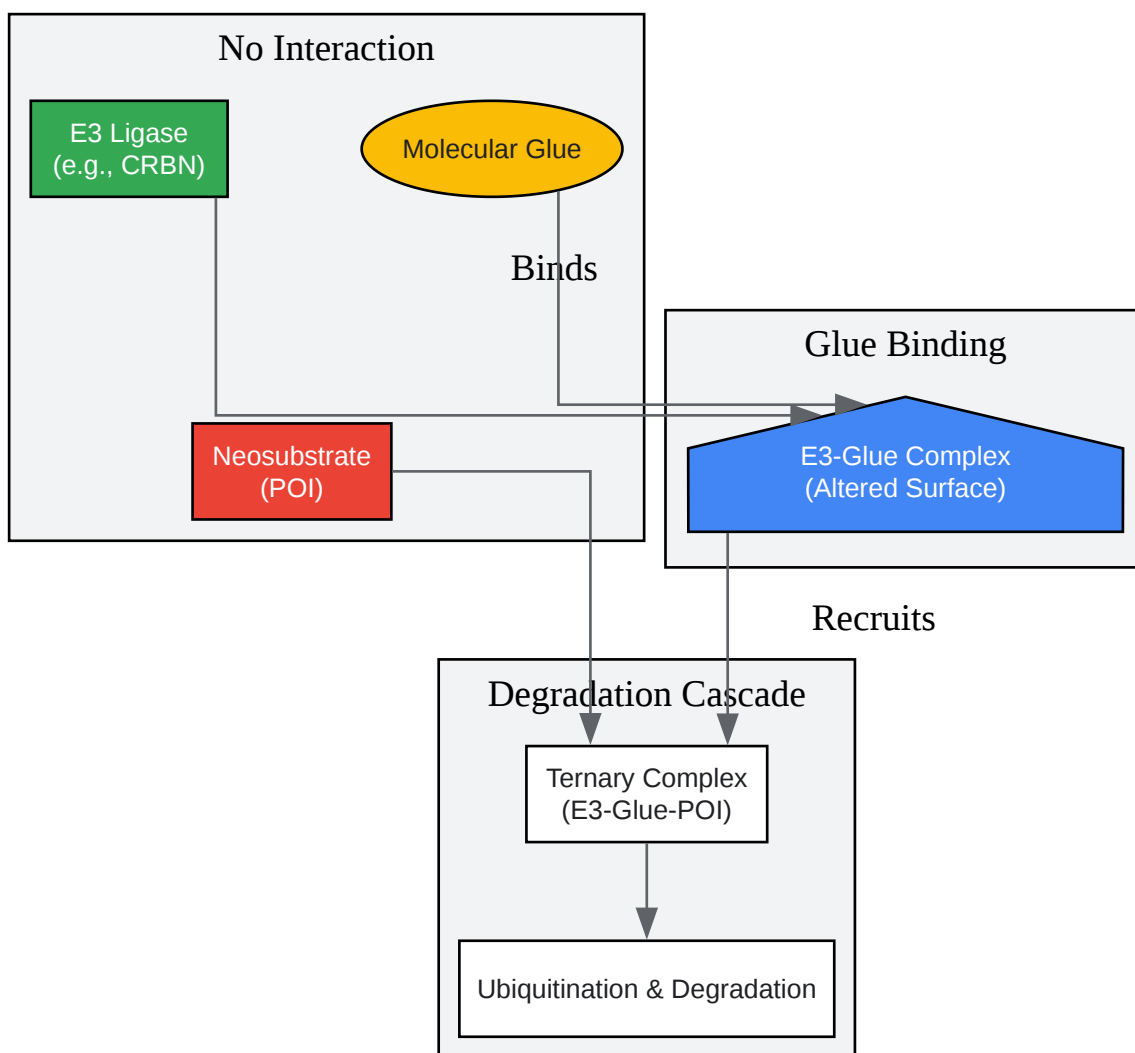 No Interaction
E3 Ligase
(e.g., CRBN)
Molecular Glue
Binds
Neosubstrate
(POI)
Glue Binding
E3-Glue Complex
(Altered Surface)
Recruits
Degradation Cascade
Ternary Complex
(E3-Glue-POI)
Ubiquitination & Degradation